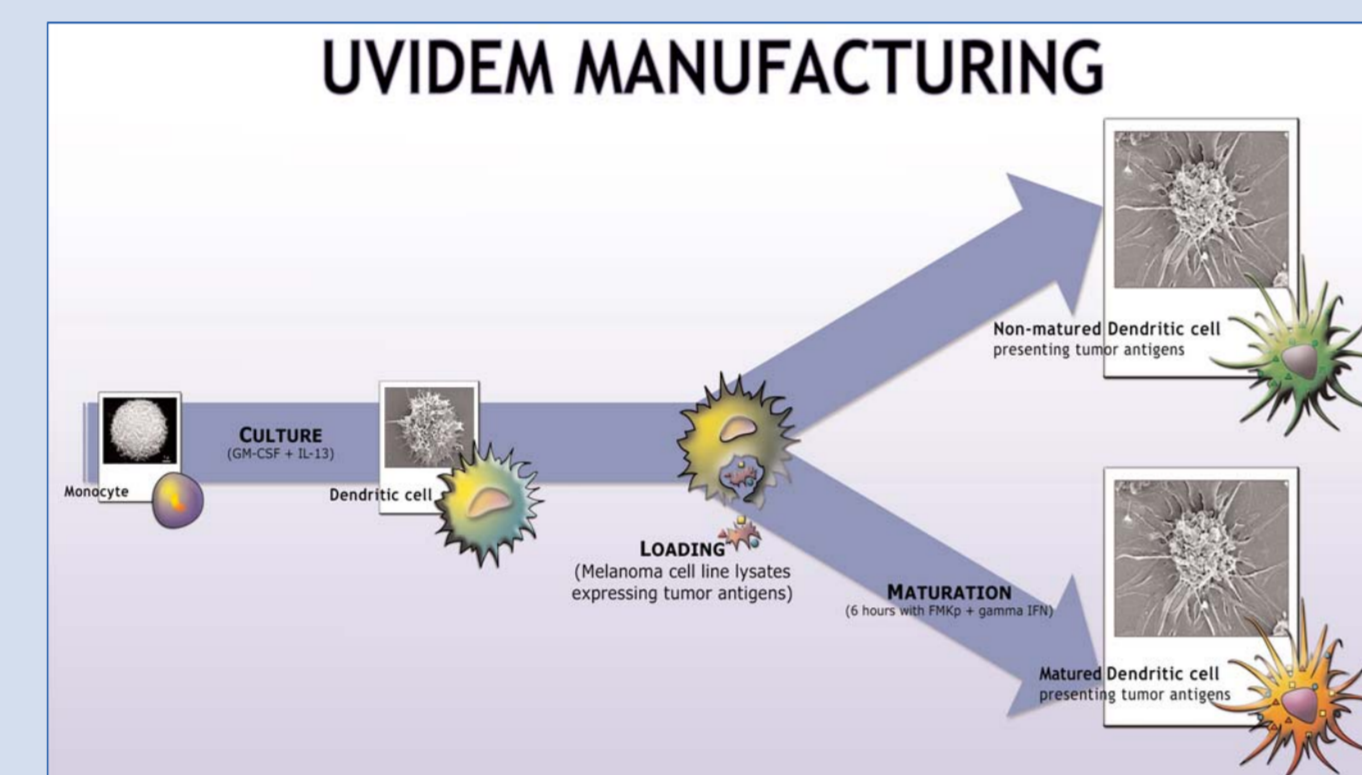 UVIDEM MANUFACTURING
Non-matured Dendritic cell
presenting tumor antigens
CULTURE
(GM-CSF + IL-13)
Monocyte
Dendritic cell
LOADING
(Melanoma cell line lysates
expressing tumor antigens)
MATURATION
(6 hours with FMKp + gamma IFN)
Matured Dendritic cell
presenting tumor antigens